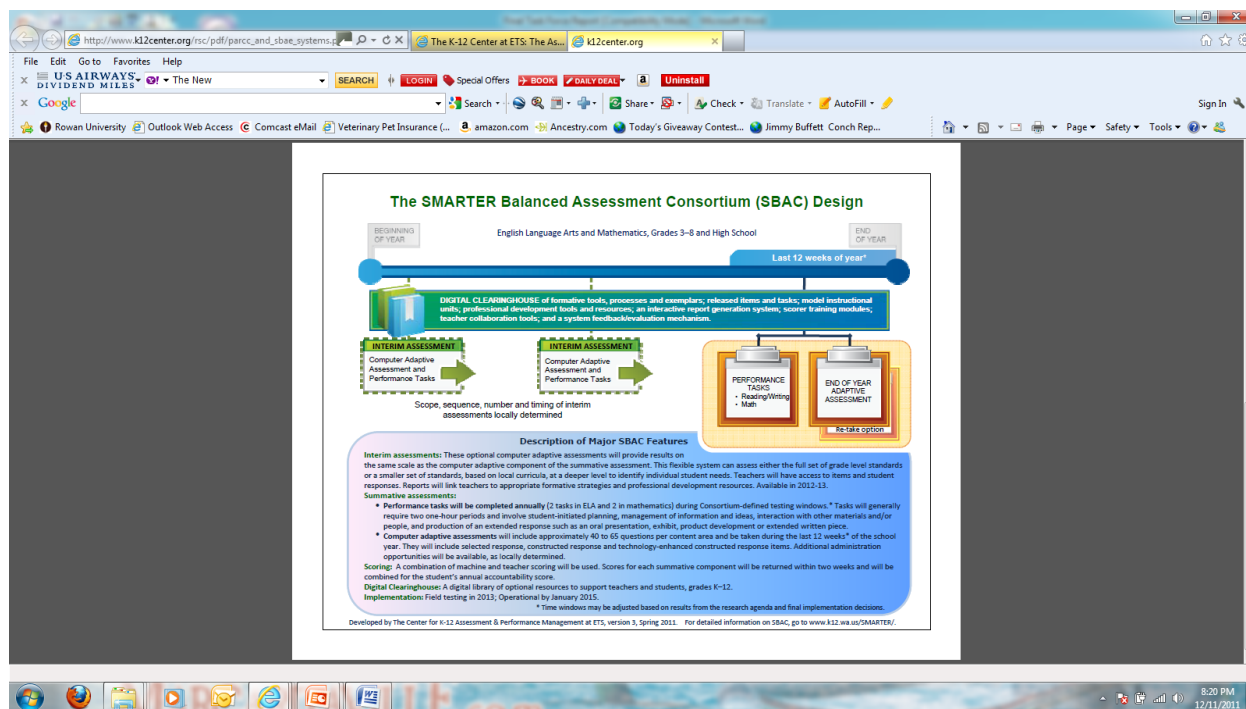 http://www.k12center.org/rsc/pdf/parcc_and_sbae_systems.p
The K-12 Center at ETS: The As...
k12center.org
File Edit Go to Favorites Help
U·S AIRWAYS
DIVIDEND MILES
The New
SEARCH
LOGIN
Special Offers
BOOK
DAILY DEAL
a
Uninstall
Google
Search
Share
Check
Translate
AutoFill
Sign In
Rowan University
Outlook Web Access
Comcast eMail
Veterinary Pet Insurance (...
amazon.com
Ancestry.com
Today's Giveaway Contest...
Jimmy Buffett Conch Rep...
Page Safety Tools
The SMARTER Balanced Assessment Consortium (SBAC) Design
BEGINNING
OF YEAR
English Language Arts and Mathematics, Grades 3–8 and High School
END
OF YEAR
Last 12 weeks of year*
DIGITAL CLEARINGHOUSE of formative tools, processes and exemplars; released items and tasks; model instructional
units; professional development tools and resources; an interactive report generation system; scorer training modules;
teacher collaboration tools; and a system feedback/evaluation mechanism.
INTERIM ASSESSMENT
Computer Adaptive
Assessment and
Performance Tasks
INTERIM ASSESSMENT
Computer Adaptive
Assessment and
Performance Tasks
Scope, sequence, number and timing of interim
assessments locally determined
PERFORMANCE
TASKS
• Reading/Writing
• Math
END OF YEAR
ADAPTIVE
ASSESSMENT
Re-take option
Description of Major SBAC Features
Interim assessments: These optional computer adaptive assessments will provide results on
the same scale as the computer adaptive component of the summative assessment. This flexible system can assess either the full set of grade level standards
or a smaller set of standards, based on local curricula, at a deeper level to identify individual student needs. Teachers will have access to items and student
responses. Reports will link teachers to appropriate formative strategies and professional development resources. Available in 2012-13.
Summative assessments:
• Performance tasks will be completed annually (2 tasks in ELA and 2 in mathematics) during Consortium-defined testing windows.* Tasks will generally
require two one-hour periods and involve student-initiated planning, management of information and ideas, interaction with other materials and/or
people, and production of an extended response such as an oral presentation, exhibit, product development or extended written piece.
• Computer adaptive assessments will include approximately 40 to 65 questions per content area and be taken during the last 12 weeks* of the school
year. They will include selected response, constructed response and technology-enhanced constructed response items. Additional administration
opportunities will be available, as locally determined.
Scoring: A combination of machine and teacher scoring will be used. Scores for each summative component will be returned within two weeks and will be
combined for the student's annual accountability score.
Digital Clearinghouse: A digital library of optional resources to support teachers and students, grades K–12.
Implementation: Field testing in 2013; Operational by January 2015.
* Time windows may be adjusted based on results from the research agenda and final implementation decisions.
Developed by The Center for K-12 Assessment & Performance Management at ETS, version 3, Spring 2011. For detailed information on SBAC, go to www.k12.wa.us/SMARTER/.
8:20 PM
12/11/2011